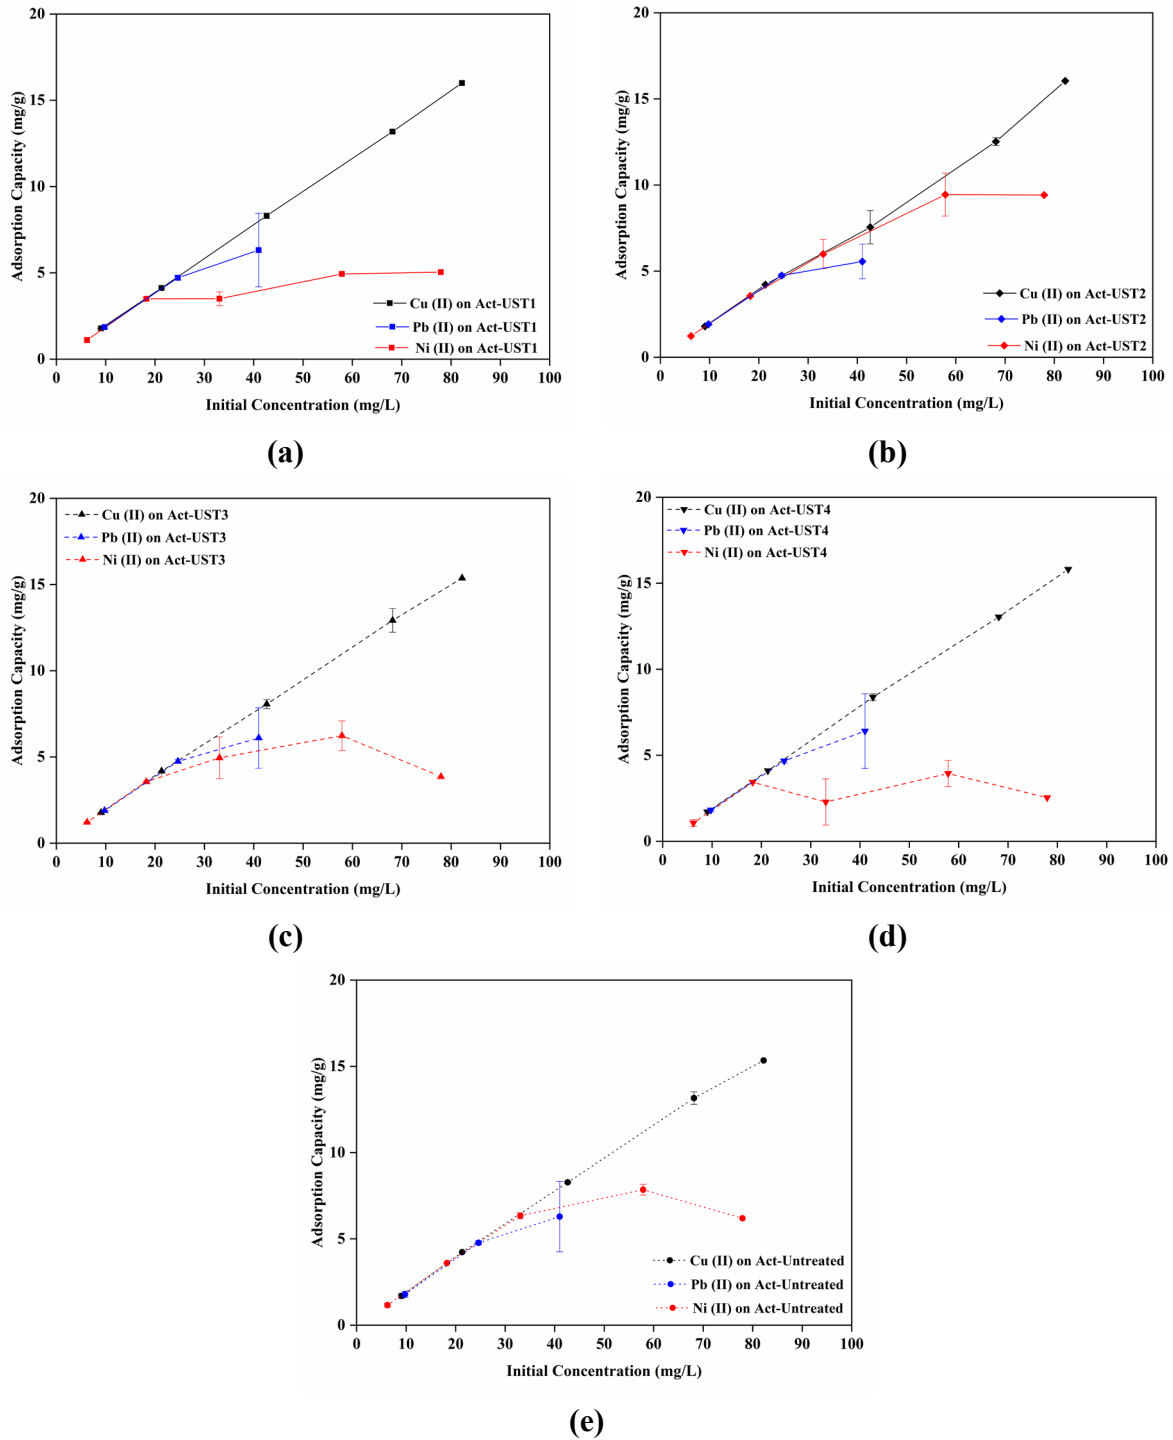 20
15
10
5
0
Adsorption Capacity (mg/g)
Cu (II) on Act-UST1
Pb (II) on Act-UST1
Ni (II) on Act-UST1
0 10 20 30 40 50 60 70 80 90 100
Initial Concentration (mg/L)
(a)
20
15
10
5
0
Adsorption Capacity (mg/g)
Cu (II) on Act-UST2
Pb (II) on Act-UST2
Ni (II) on Act-UST2
0 10 20 30 40 50 60 70 80 90 100
Initial Concentration (mg/L)
(b)
20
15
10
5
0
Adsorption Capacity (mg/g)
Cu (II) on Act-UST3
Pb (II) on Act-UST3
Ni (II) on Act-UST3
0 10 20 30 40 50 60 70 80 90 100
Initial Concentration (mg/L)
(c)
20
15
10
5
0
Adsorption Capacity (mg/g)
Cu (II) on Act-UST4
Pb (II) on Act-UST4
Ni (II) on Act-UST4
0 10 20 30 40 50 60 70 80 90 100
Initial Concentration (mg/L)
(d)
20
15
10
5
0
Adsorption Capacity (mg/g)
Cu (II) on Act-Untreated
Pb (II) on Act-Untreated
Ni (II) on Act-Untreated
0 10 20 30 40 50 60 70 80 90 100
Initial Concentration (mg/L)
(e)